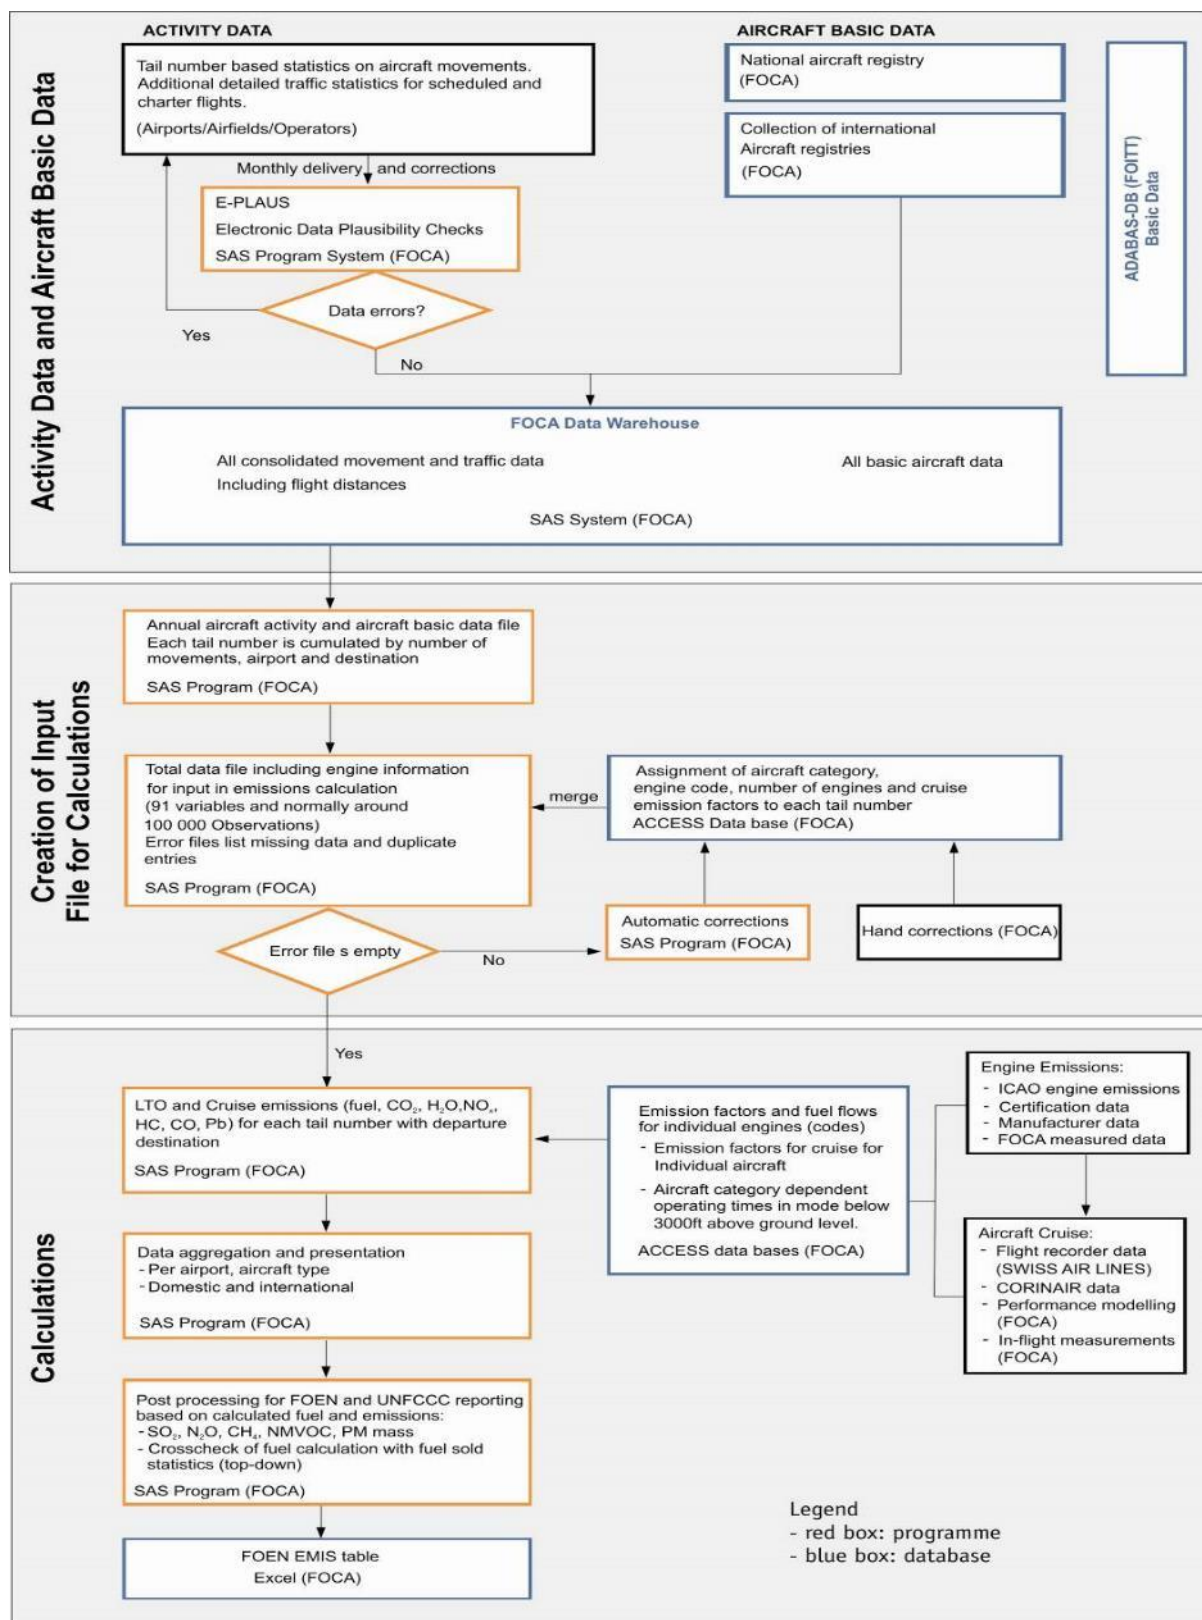 Activity Data and Aircraft Basic Data
ACTIVITY DATA
Tail number based statistics on aircraft movements.
Additional detailed traffic statistics for scheduled and
charter flights.
(Airports/Airfields/Operators)
Monthly delivery and corrections
E-PLAUS
Electronic Data Plausibility Checks
SAS Program System (FOCA)
Data errors?
Yes
No
AIRCRAFT BASIC DATA
National aircraft registry
(FOCA)
Collection of international
Aircraft registries
(FOCA)
ADABAS-DB (FOITT)
Basic Data
FOCA Data Warehouse
All consolidated movement and traffic data
Including flight distances
All basic aircraft data
SAS System (FOCA)
Creation of Input
File for Calculations
Annual aircraft activity and aircraft basic data file
Each tail number is cumulated by number of
movements, airport and destination
SAS Program (FOCA)
Total data file including engine information
for input in emissions calculation
(91 variables and normally around
100 000 Observations)
Error files list missing data and duplicate
entries
SAS Program (FOCA)
merge
Assignment of aircraft category,
engine code, number of engines and cruise
emission factors to each tail number
ACCESS Data base (FOCA)
Error file s empty
No
Automatic corrections
SAS Program (FOCA)
Hand corrections (FOCA)
Yes
Calculations
LTO and Cruise emissions (fuel, CO₂, H₂O,NOₓ,
HC, CO, Pb) for each tail number with departure
destination
SAS Program (FOCA)
Emission factors and fuel flows
for individual engines (codes)
- Emission factors for cruise for
Individual aircraft
- Aircraft category dependent
operating times in mode below
3000ft above ground level.
ACCESS data bases (FOCA)
Engine Emissions:
- ICAO engine emissions
- Certification data
- Manufacturer data
- FOCA measured data
Aircraft Cruise:
- Flight recorder data
(SWISS AIR LINES)
- CORINAIR data
- Performance modelling
(FOCA)
- In-flight measurements
(FOCA)
Data aggregation and presentation
- Per airport, aircraft type
- Domestic and international
SAS Program (FOCA)
Post processing for FOEN and UNFCCC reporting
based on calculated fuel and emissions:
- SO₂, N₂O, CH₄, NMVOC, PM mass
- Crosscheck of fuel calculation with fuel sold
statistics (top-down)
SAS Program (FOCA)
FOEN EMIS table
Excel (FOCA)
Legend
- red box: programme
- blue box: database